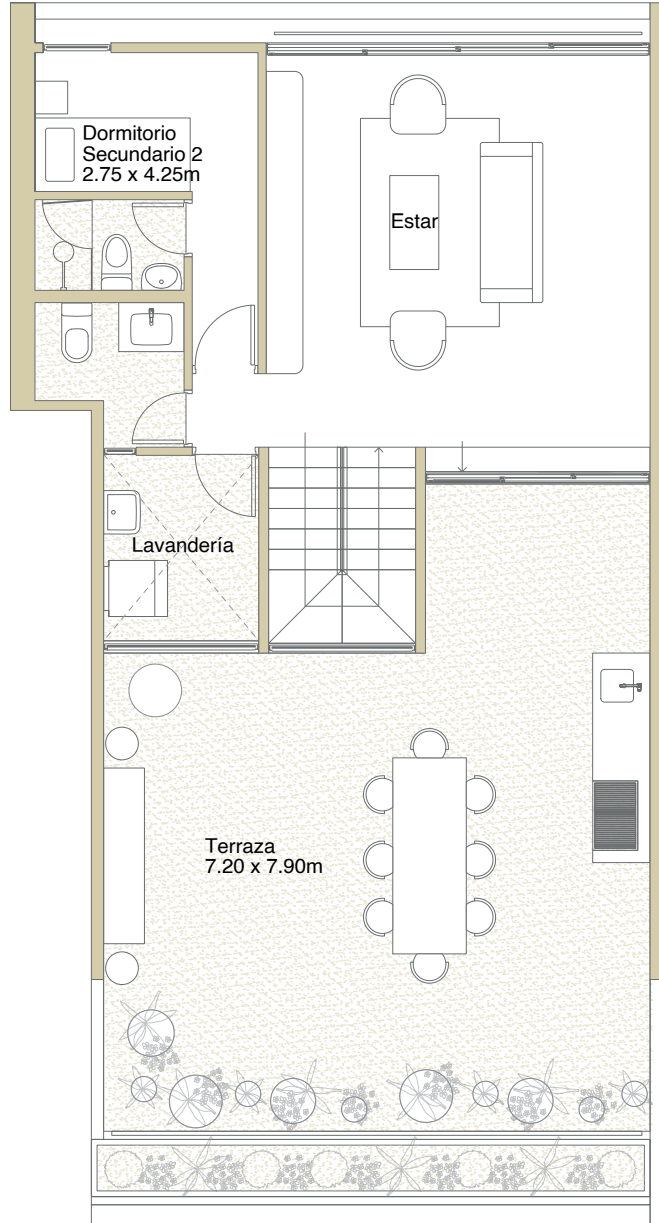 Dormitorio
Secundario 2
2.75 x 4.25m
Estar
Lavandería
Terraza
7.20 x 7.90m